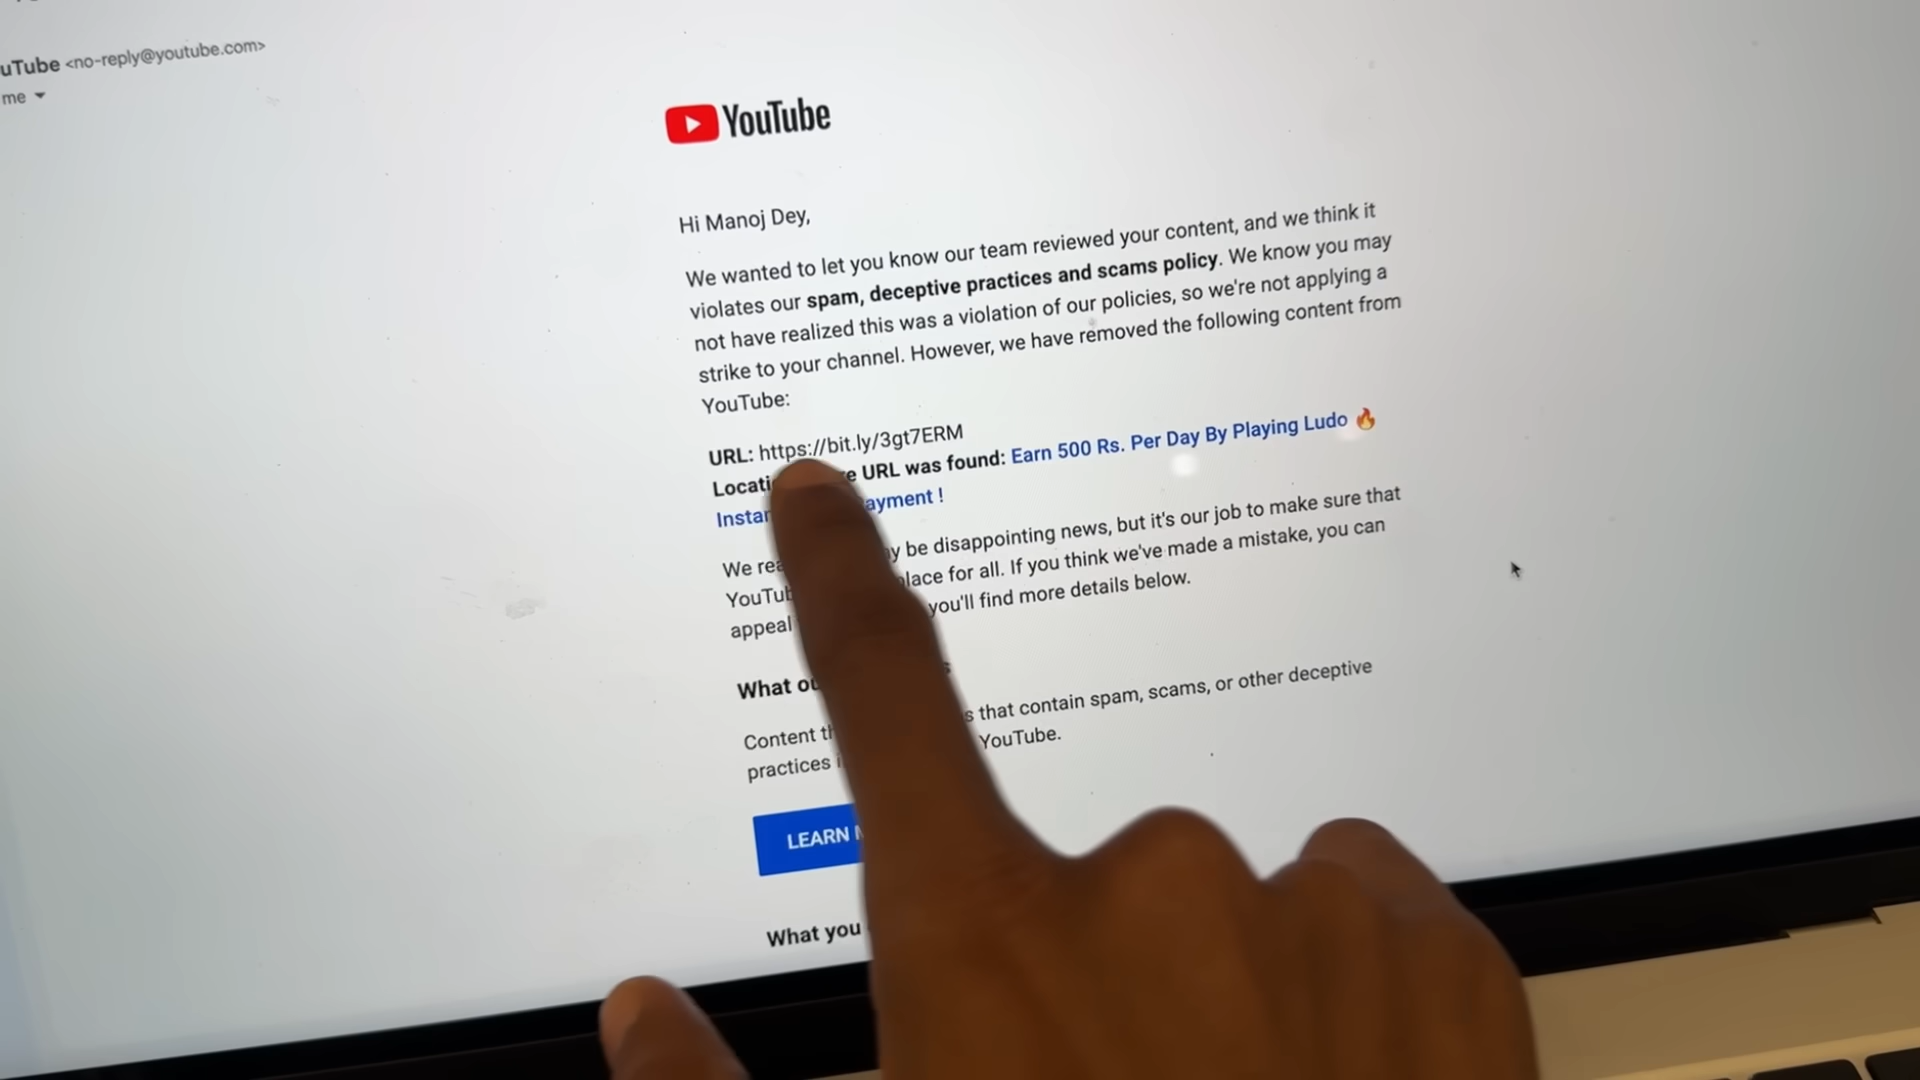 uTube <no-reply@youtube.com>
me
YouTube
Hi Manoj Dey,
We wanted to let you know our team reviewed your content, and we think it
violates our spam, deceptive practices and scams policy. We know you may
not have realized this was a violation of our policies, so we're not applying a
strike to your channel. However, we have removed the following content from
YouTube:
URL: https://bit.ly/3gt7ERM
Locati e URL was found: Earn 500 Rs. Per Day By Playing Ludo 🔥
Instan ayment !
We rea y be disappointing news, but it's our job to make sure that
YouTub lace for all. If you think we've made a mistake, you can
appeal you'll find more details below.
What ou s
Content th s that contain spam, scams, or other deceptive
practices i YouTube.
LEARN M
What you